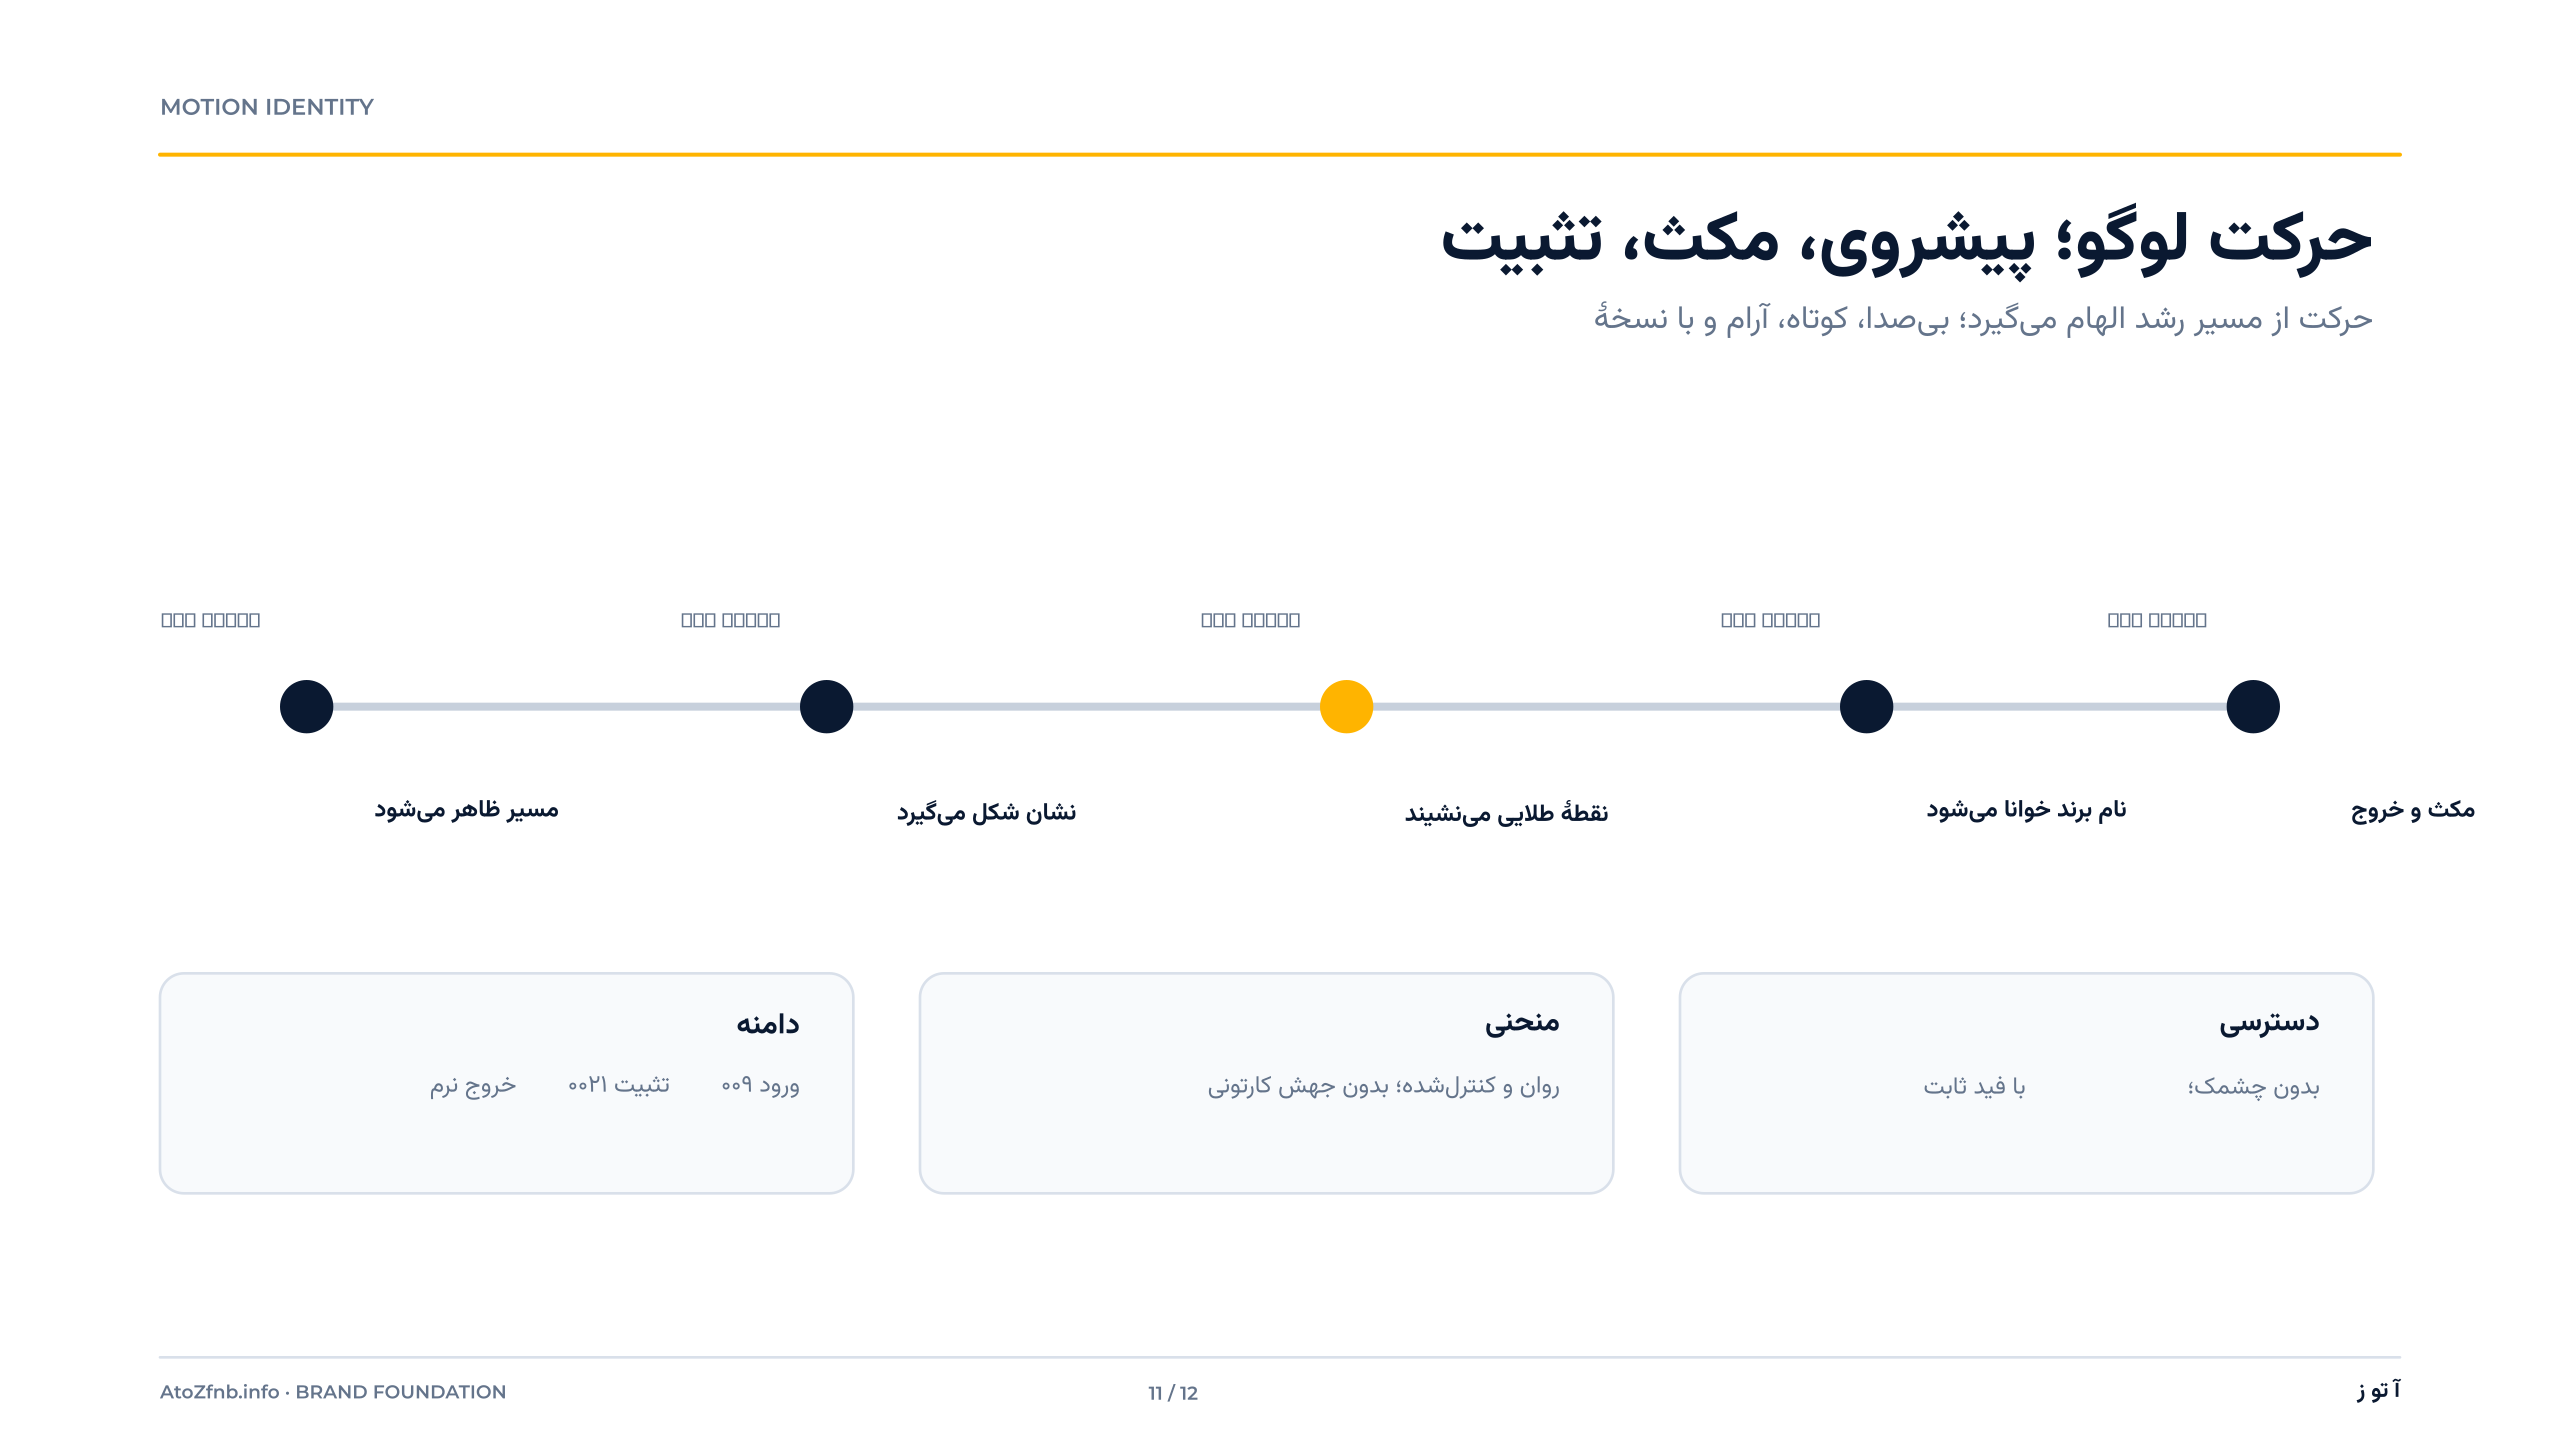 MOTION IDENTITY
حرکت لوگو؛ پیشروی، مکث، تثبیت
حرکت از مسیر رشد الهام می‌گیرد؛ بی‌صدا، کوتاه، آرام و با نسخهٔ
مسیر ظاهر می‌شود
نشان شکل می‌گیرد
نقطهٔ طلایی می‌نشیند
نام برند خوانا می‌شود
مکث و خروج
دسترسی
بدون چشمک؛ با فید ثابت
منحنی
روان و کنترل‌شده؛ بدون جهش کارتونی
دامنه
ورود ۰۰۹ تثبیت ۰۰۲۱ خروج نرم
AtoZfnb.info · BRAND FOUNDATION
11 / 12
آ تو ز